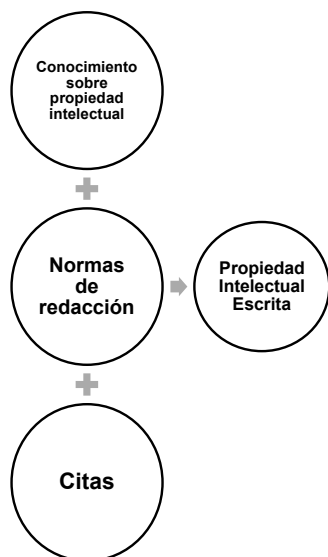 Conocimiento
sobre
propiedad
intelectual
+
Normas
de
redacción
Propiedad
Intelectual
Escrita
+
Citas